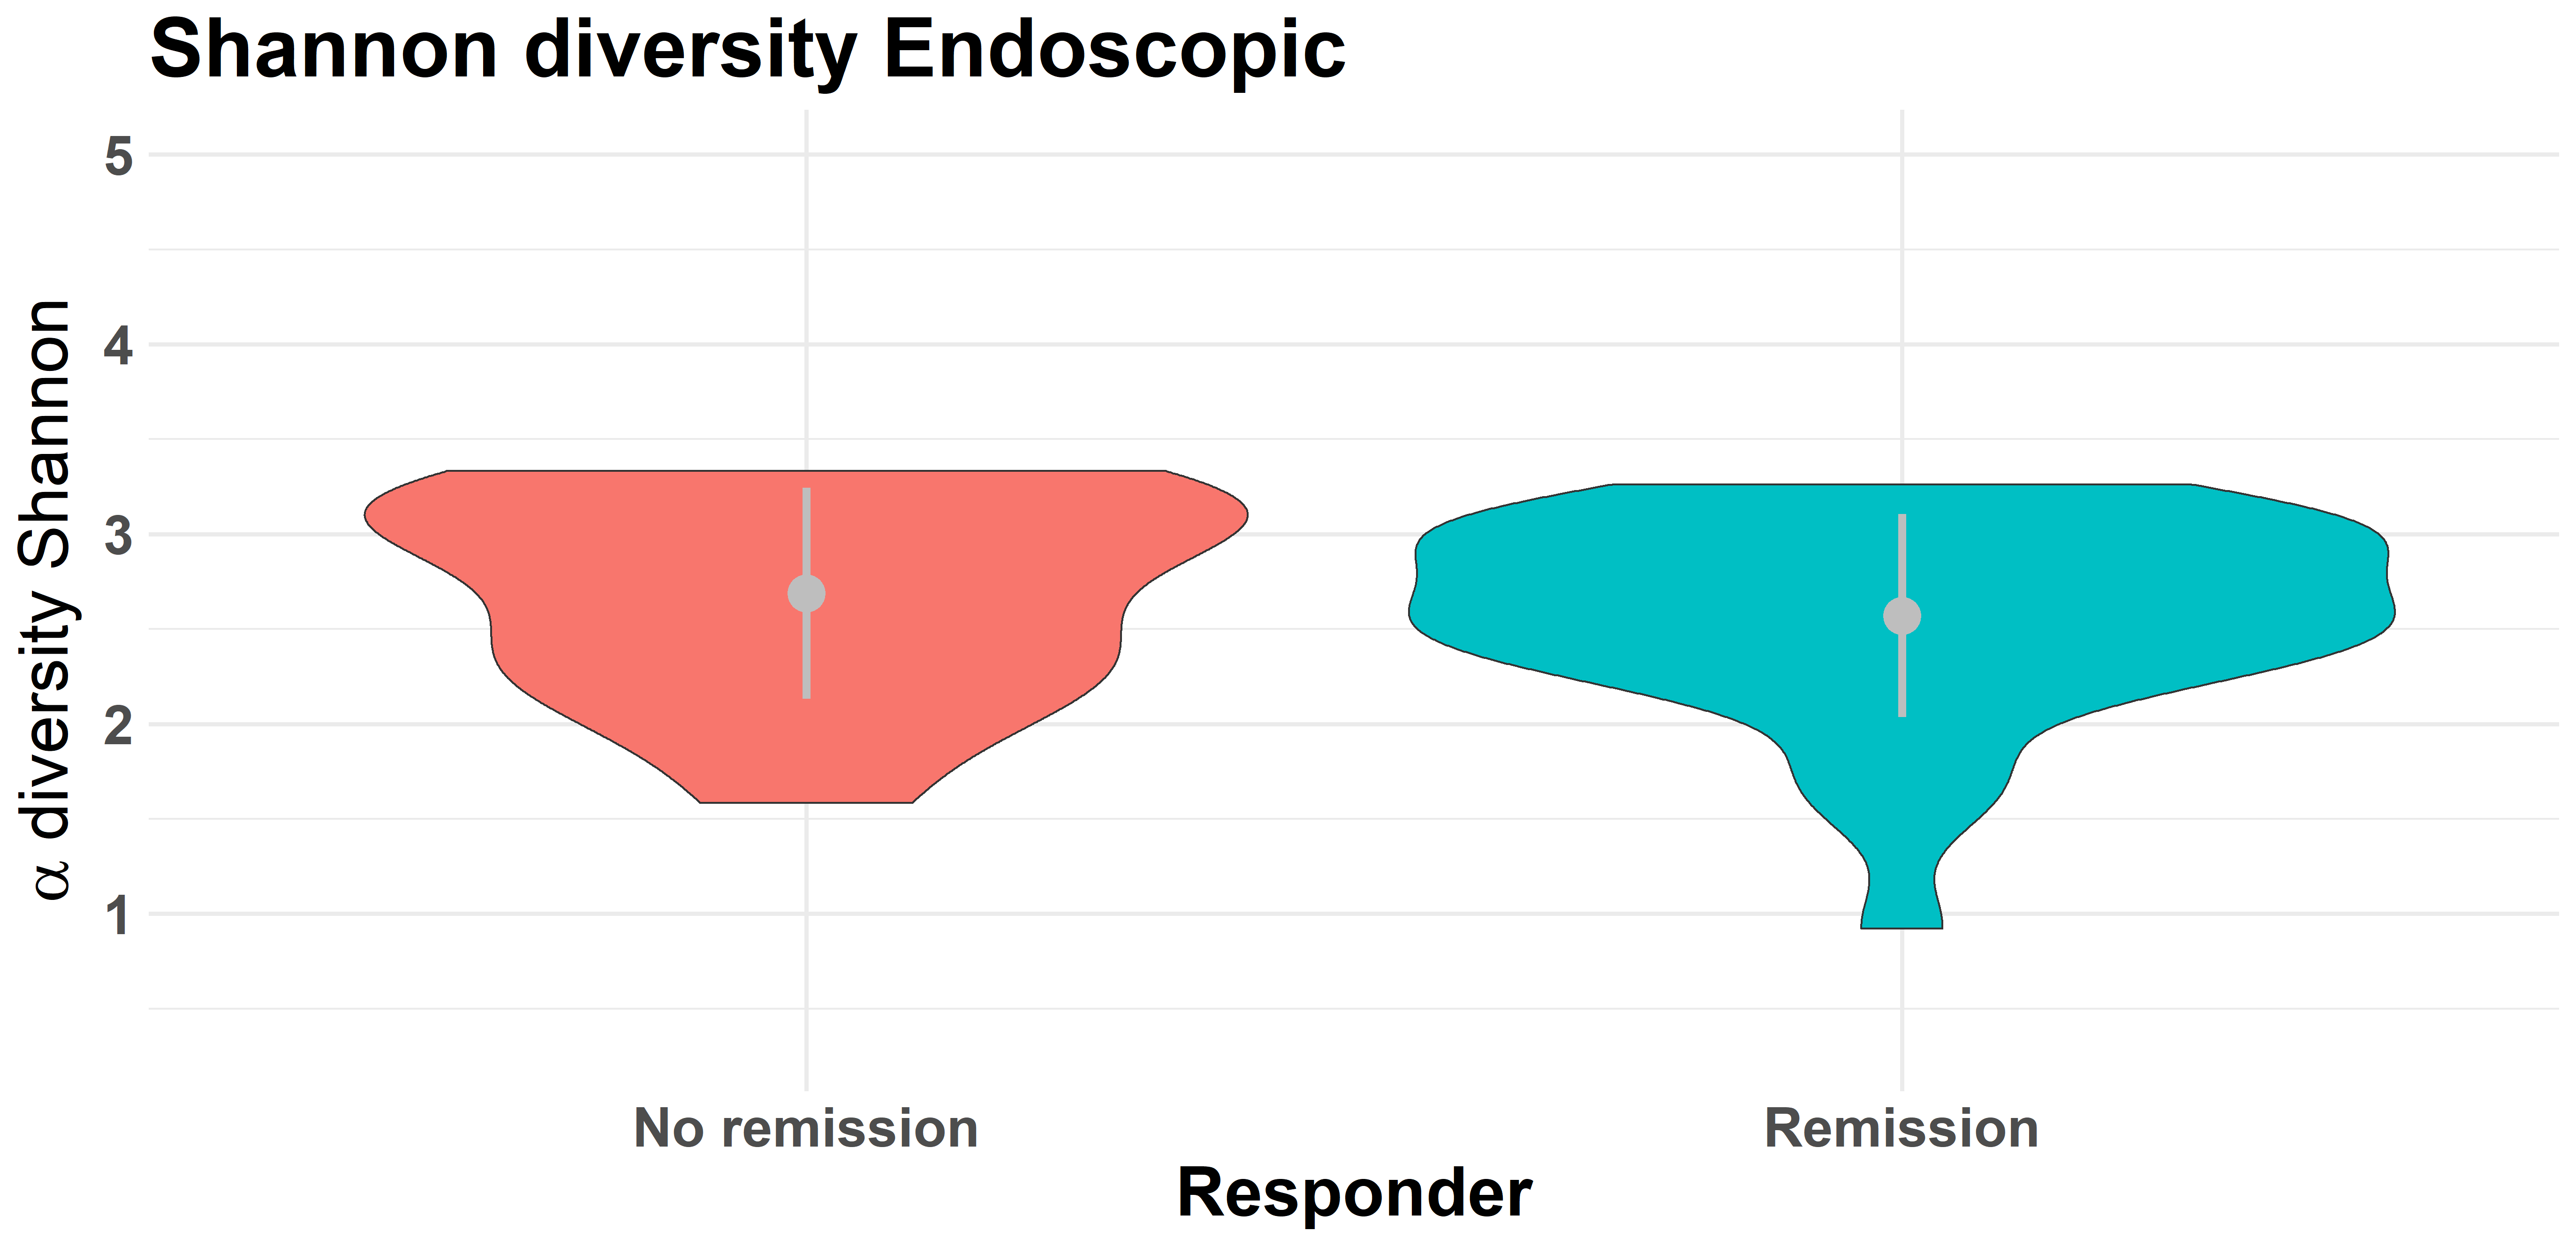 Shannon diversity Endoscopic
α diversity Shannon
5
4
3
2
1
No remission
Remission
Responder